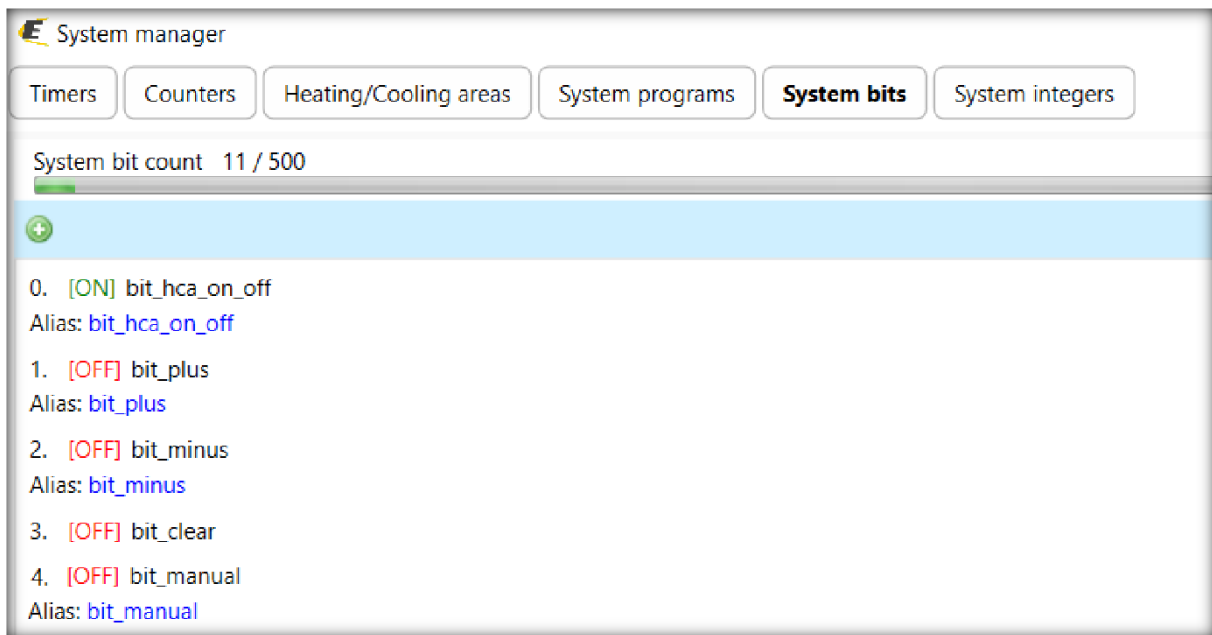 System manager
Timers Counters Heating/Cooling areas System programs System bits System integers
System bit count 11 / 500
0. [ON] bit_hca_on_off
Alias: bit_hca_on_off
1. [OFF] bit_plus
Alias: bit_plus
2. [OFF] bit_minus
Alias: bit_minus
3. [OFF] bit_clear
4. [OFF] bit_manual
Alias: bit_manual